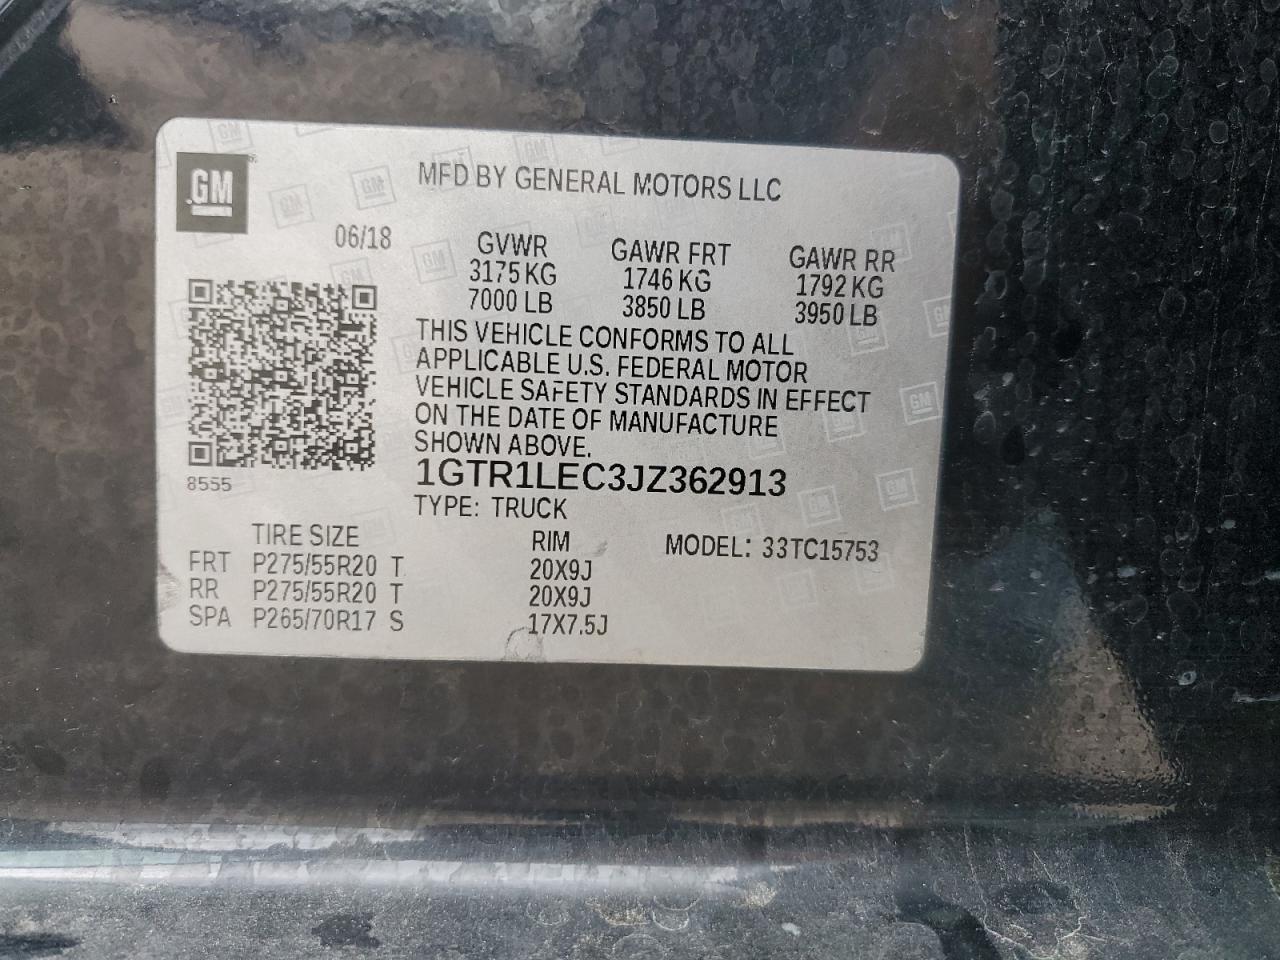 GM
MFD BY GENERAL MOTORS LLC
06/18
GVWR GAWR FRT GAWR RR
3175 KG 1746 KG 1792 KG
7000 LB 3850 LB 3950 LB
THIS VEHICLE CONFORMS TO ALL
APPLICABLE U.S. FEDERAL MOTOR
VEHICLE SAFETY STANDARDS IN EFFECT
ON THE DATE OF MANUFACTURE
SHOWN ABOVE.
8555
1GTR1LEC3JZ362913
TYPE: TRUCK
TIRE SIZE RIM MODEL: 33TC15753
FRT P275/55R20 T 20X9J
RR P275/55R20 T 20X9J
SPA P265/70R17 S 17X7.5J